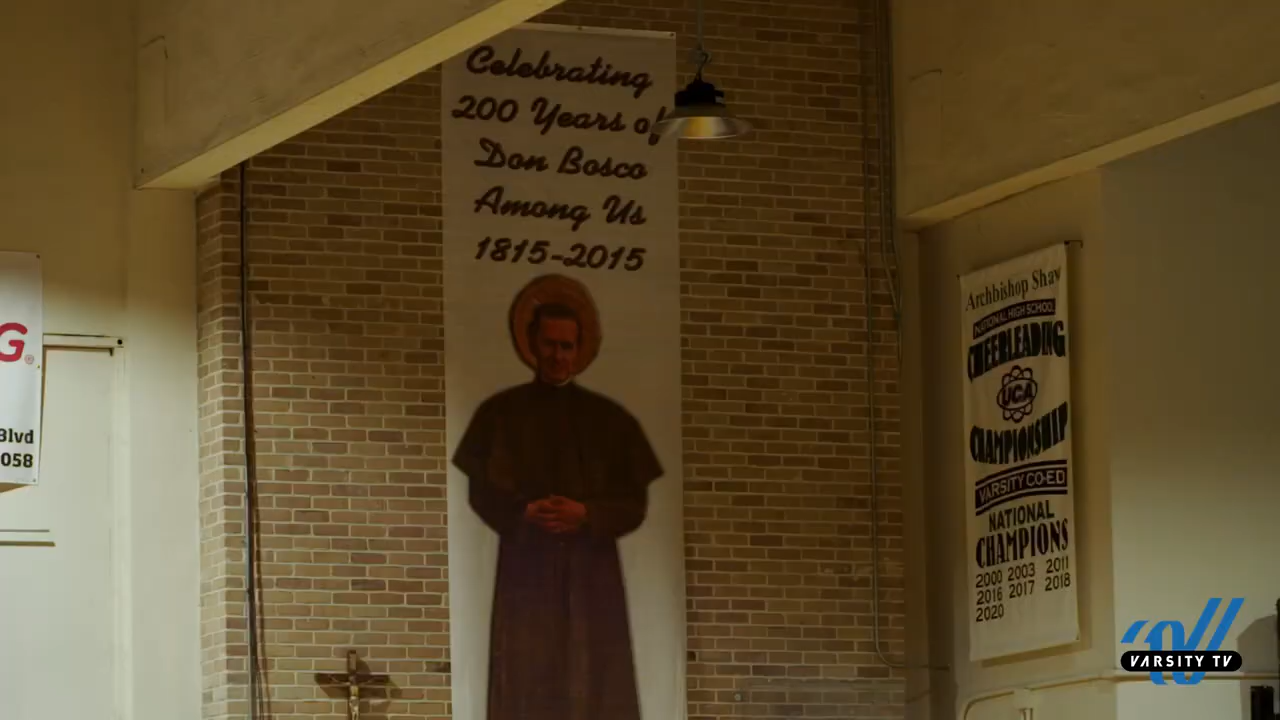 Celebrating
200 Years of
Don Bosco
Among Us
1815-2015
G®
Blvd
058
Archbishop Shaw
NATIONAL HIGH SCHOOL
CHEERLEADING
UCA
CHAMPIONSHIP
VARSITY CO-ED
NATIONAL
CHAMPIONS
2000 2003 2011
2016 2017 2018
2020
VARSITY TV